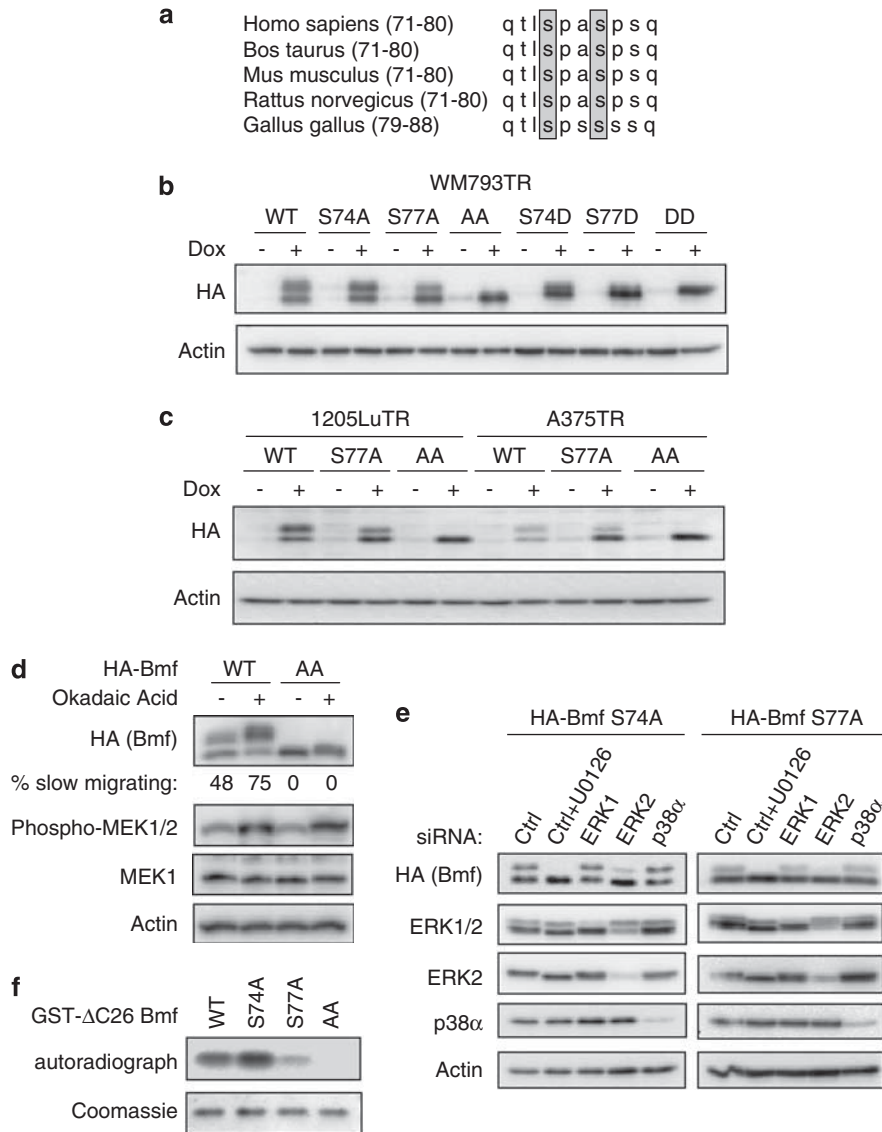 a
Homo sapiens (71-80) q t l s p a s p s q
Bos taurus (71-80) q t l s p a s p s q
Mus musculus (71-80) q t l s p a s p s q
Rattus norvegicus (71-80) q t l s p a s p s q
Gallus gallus (79-88) q t l s p s s s s q
b
WM793TR
WT S74A S77A AA S74D S77D DD
Dox - + - + - + - + - + - + - +
HA
Actin
c
1205LuTR A375TR
WT S77A AA WT S77A AA
Dox - + - + - + - + - + - +
HA
Actin
d
HA-Bmf WT AA
Okadaic Acid - + - +
HA (Bmf)
% slow migrating: 48 75 0 0
Phospho-MEK1/2
MEK1
Actin
e
HA-Bmf S74A HA-Bmf S77A
siRNA: Ctrl Ctrl+U0126 ERK1 ERK2 p38α Ctrl Ctrl+U0126 ERK1 ERK2 p38α
HA (Bmf)
ERK1/2
ERK2
p38α
Actin
f
GST-ΔC26 Bmf WT S74A S77A AA
autoradiograph
Coomassie